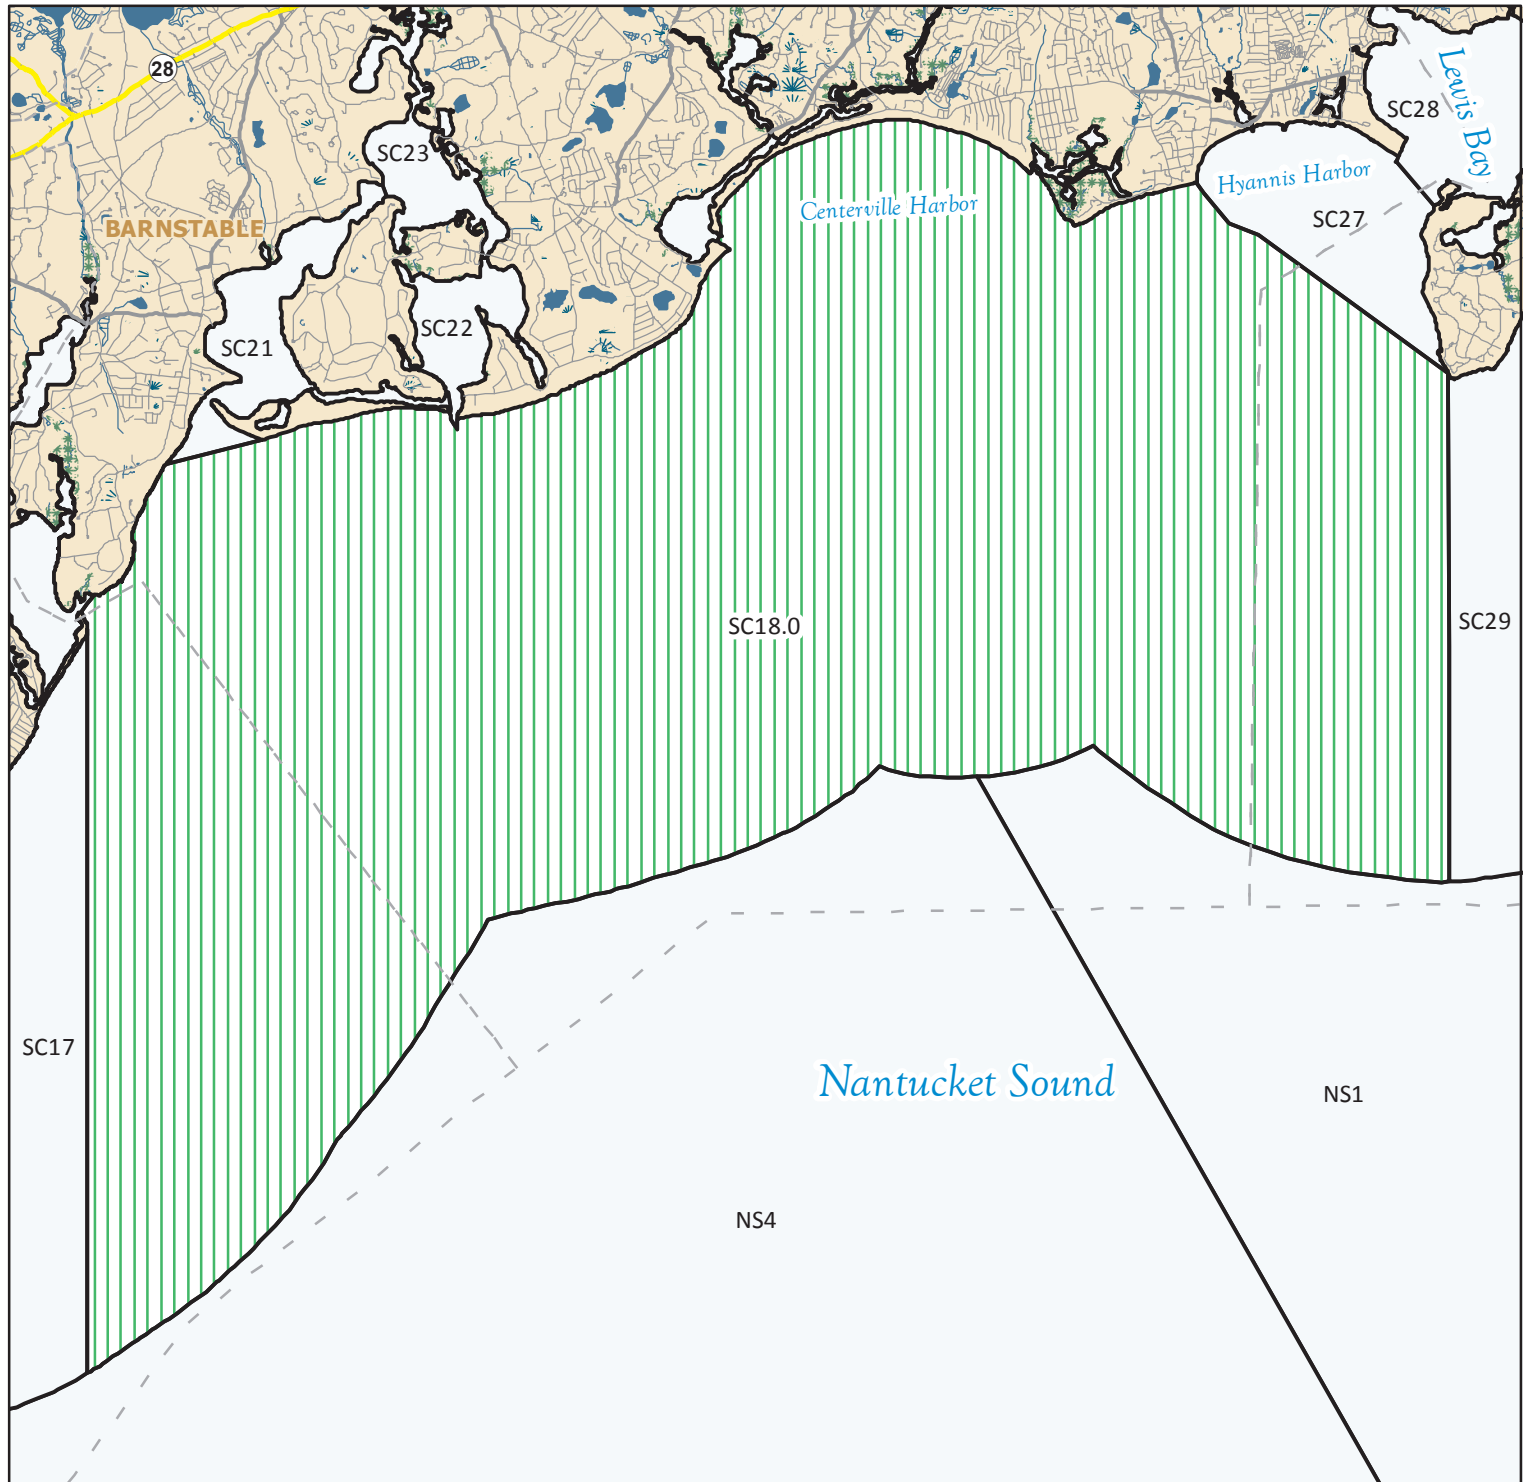 28
Lewis Bay
SC28
SC23
Hyannis Harbor
Centerville Harbor
SC27
BARNSTABLE
SC22
SC21
SC18.0
SC29
SC17
Nantucket Sound
NS1
NS4